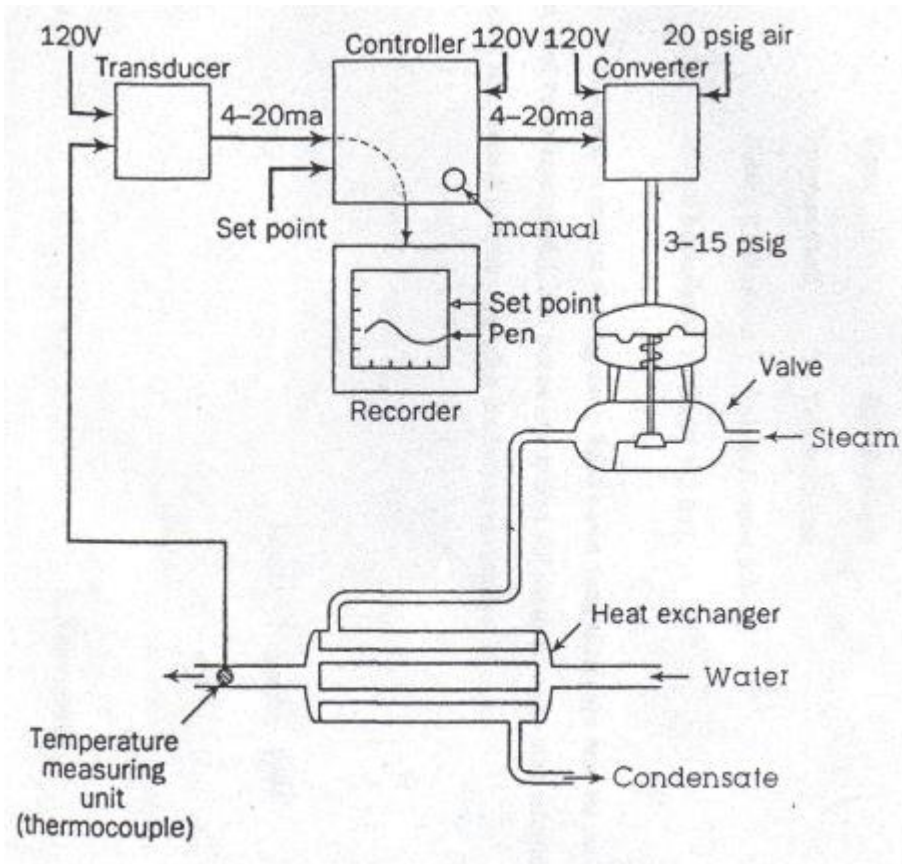 120V
Transducer
Controller
120V
120V
20 psig air
Converter
4–20ma
4–20ma
Set point
manual
3–15 psig
Set point
Pen
Recorder
Valve
Steam
Heat exchanger
Water
Temperature
measuring
unit
(thermocouple)
Condensate